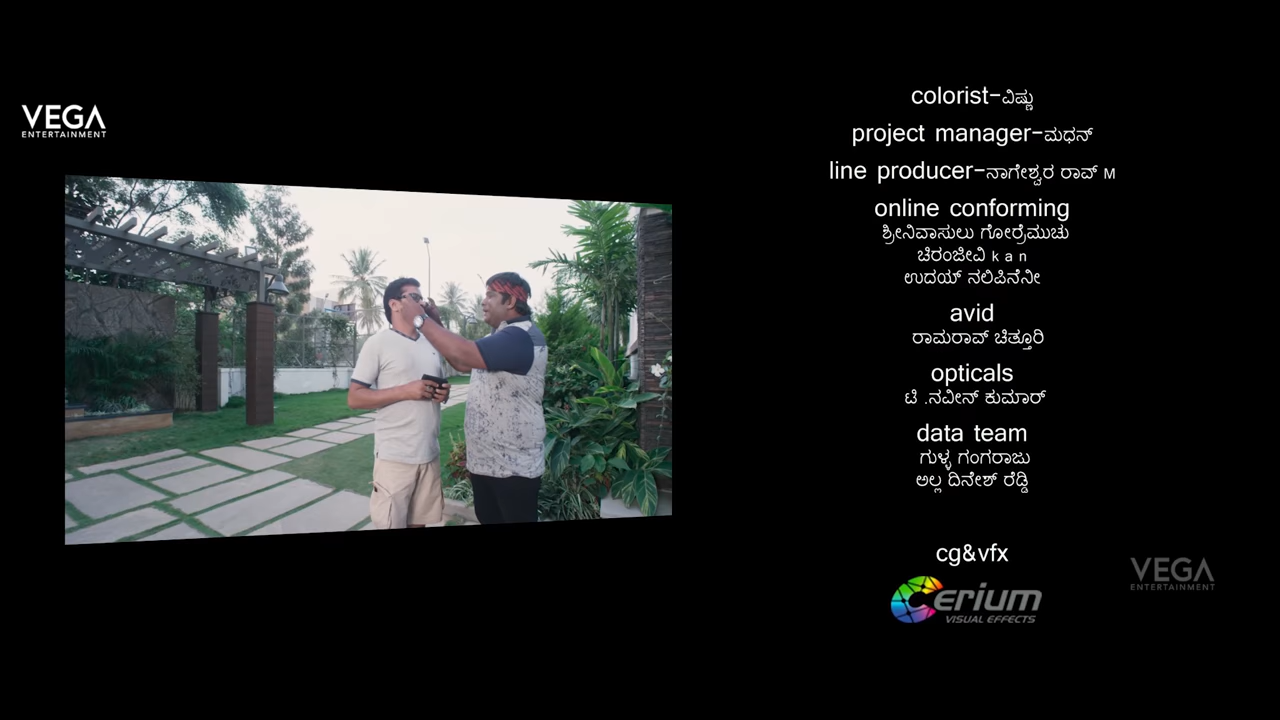 VEGA
ENTERTAINMENT
colorist-ವಿಷ್ಣು
project manager-ಮಧನ್
line producer-ನಾಗೇಶ್ವರ ರಾವ್ M
online conforming
ಶ್ರೀನಿವಾಸುಲು ಗೋರ್ರೆಮುಚು
ಚಿರಂಜೀವಿ k a n
ಉದಯ್ ನಲಿಪಿನೆನೀ
avid
ರಾಮರಾವ್ ಚಿತ್ತೂರಿ
opticals
ಟಿ .ನವೀನ್ ಕುಮಾರ್
data team
ಗುಳ್ಳ ಗಂಗರಾಜು
ಅಲ್ಲ ದಿನೇಶ್ ರೆಡ್ಡಿ
cg&vfx
cerium
VISUAL EFFECTS
VEGA
ENTERTAINMENT